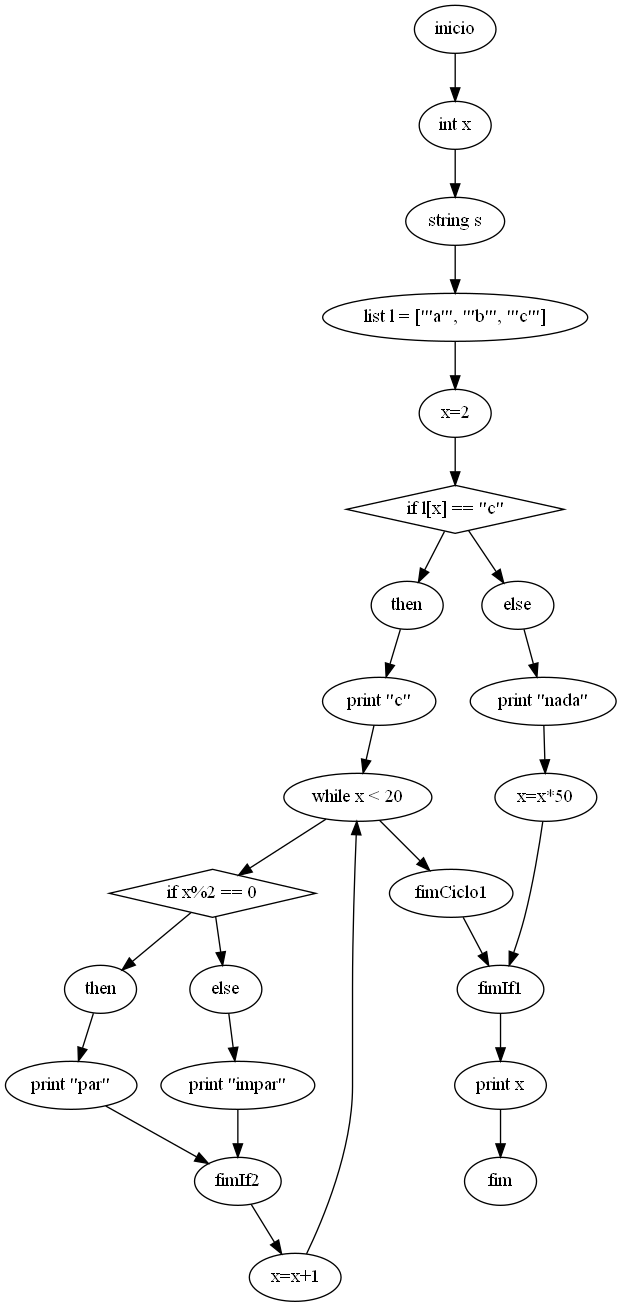 inicio
int x
string s
list l = ["'"a"'", "'"b"'", "'"c"'"]
x=2
if l[x] == "c"
then
else
print "c"
print "nada"
while x < 20
x=x*50
if x%2 == 0
fimCiclo1
then
else
fimIf1
print "par"
print "impar"
print x
fimIf2
fim
x=x+1